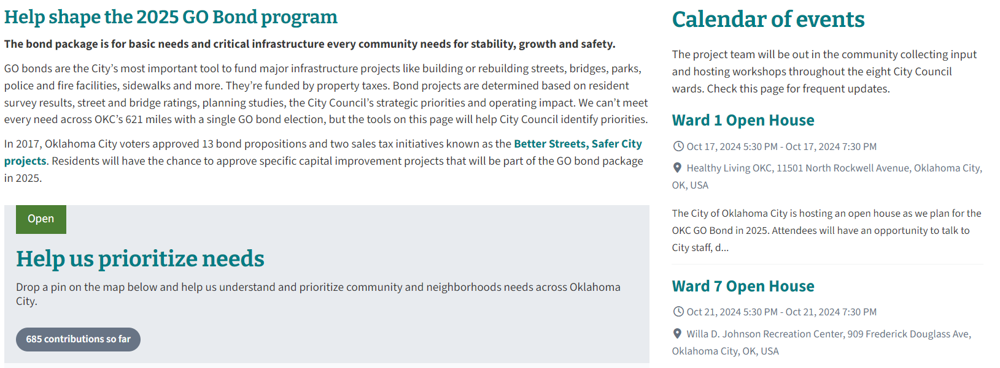 Help shape the 2025 GO Bond program
The bond package is for basic needs and critical infrastructure every community needs for stability, growth and safety.
GO bonds are the City’s most important tool to fund major infrastructure projects like building or rebuilding streets, bridges, parks,
police and fire facilities, sidewalks and more. They’re funded by property taxes. Bond projects are determined based on resident
survey results, street and bridge ratings, planning studies, the City Council’s strategic priorities and operating impact. We can’t meet
every need across OKC’s 621 miles with a single GO bond election, but the tools on this page will help City Council identify priorities.
In 2017, Oklahoma City voters approved 13 bond propositions and two sales tax initiatives known as the Better Streets, Safer City
projects. Residents will have the chance to approve specific capital improvement projects that will be part of the GO bond package
in 2025.
Open
Help us prioritize needs
Drop a pin on the map below and help us understand and prioritize community and neighborhoods needs across Oklahoma
City.
685 contributions so far
Calendar of events
The project team will be out in the community collecting input
and hosting workshops throughout the eight City Council
wards. Check this page for frequent updates.
Ward 1 Open House
Oct 17, 2024 5:30 PM - Oct 17, 2024 7:30 PM
Healthy Living OKC, 11501 North Rockwell Avenue, Oklahoma City,
OK, USA
The City of Oklahoma City is hosting an open house as we plan for the
OKC GO Bond in 2025. Attendees will have an opportunity to talk to
City staff, d...
Ward 7 Open House
Oct 21, 2024 5:30 PM - Oct 21, 2024 7:30 PM
Willa D. Johnson Recreation Center, 909 Frederick Douglass Ave,
Oklahoma City, OK, USA